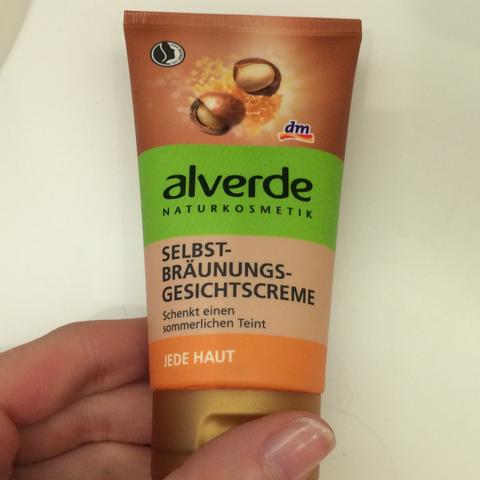 dm
alverde
NATURKOSMETIK
SELBST-
BRÄUNUNGS-
GESICHTSCREME
Schenkt einen
sommerlichen Teint
JEDE HAUT